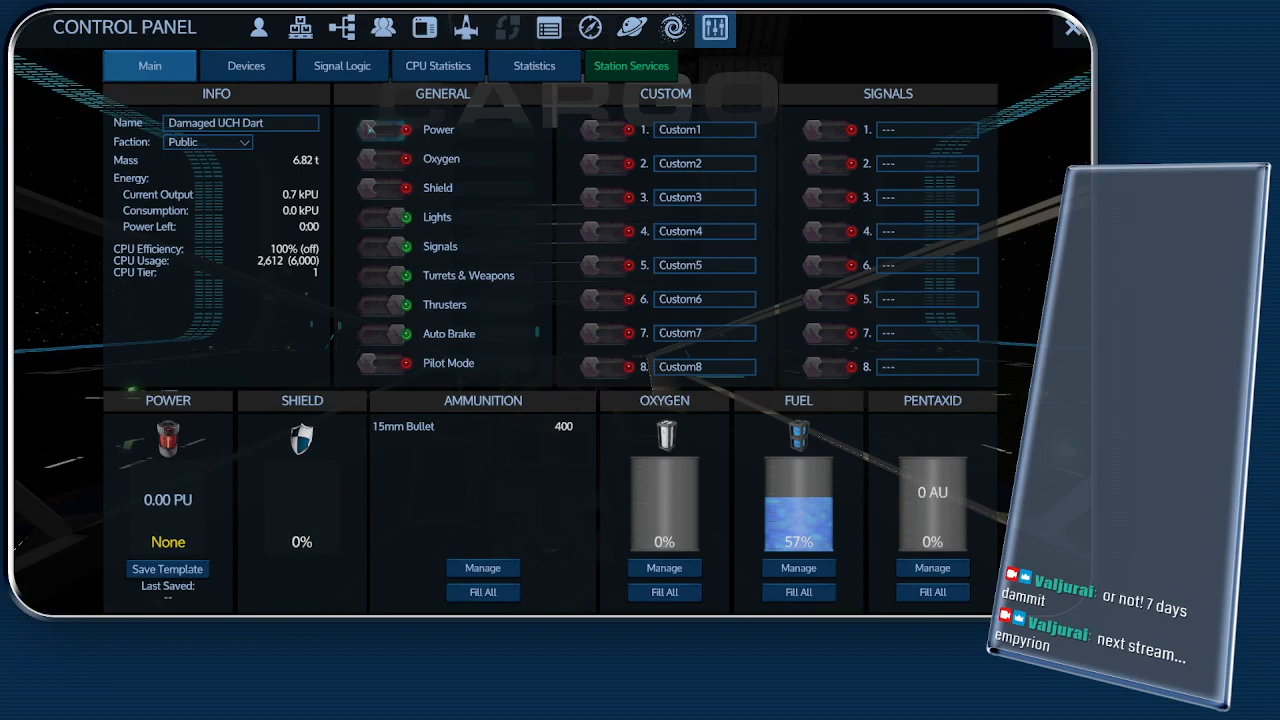 CONTROL PANEL
Main
Devices
Signal Logic
CPU Statistics
Statistics
Station Services
CARGO
INFO
Name: Damaged UCH Dart
Faction: Public
Mass 6.82 t
Energy:
Current Output 0.7 kPU
Consumption: 0.0 kPU
Power Left: 0:00
CPU Efficiency: 100% (off)
CPU Usage: 2,612 (6,000)
CPU Tier: 1
GENERAL
Power
Oxygen
Shield
Lights
Signals
Turrets & Weapons
Thrusters
Auto Brake
Pilot Mode
CUSTOM
1. Custom1
2. Custom2
3. Custom3
4. Custom4
5. Custom5
6. Custom6
7. Custom7
8. Custom8
SIGNALS
1. ---
2. ---
3. ---
4. ---
6. ---
5. ---
7. ---
8. ---
POWER
0.00 PU
None
Save Template
Last Saved:
--
SHIELD
0%
AMMUNITION
15mm Bullet 400
Manage
Fill All
OXYGEN
0%
Manage
Fill All
FUEL
57%
Manage
Fill All
PENTAXID
0 AU
0%
Manage
Fill All
Valjurai: or not! 7 days
dammit
Valjurai: next stream...
empyrion